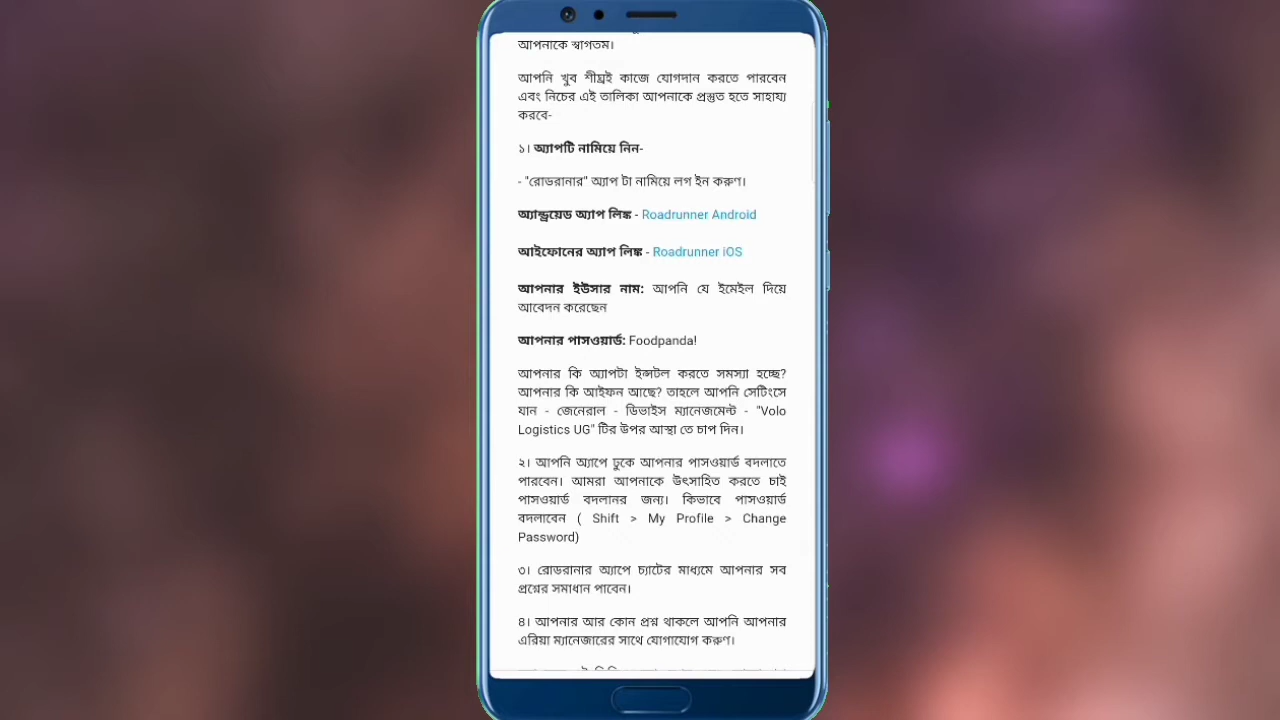 আপনাকে স্বাগতম।
আপনি খুব শীঘ্রই কাজে যোগদান করতে পারবেন
এবং নিচের এই তালিকা আপনাকে প্রস্তুত হতে সাহায্য
করবে-
১। অ্যাপটি নামিয়ে নিন-
- "রোডরানার" অ্যাপ টা নামিয়ে লগ ইন করুণ।
অ্যান্ড্রয়েড অ্যাপ লিঙ্ক - Roadrunner Android
আইফোনের অ্যাপ লিঙ্ক - Roadrunner iOS
আপনার ইউসার নাম: আপনি যে ইমেইল দিয়ে
আবেদন করেছেন
আপনার পাসওয়ার্ড: Foodpanda!
আপনার কি অ্যাপটা ইন্সটল করতে সমস্যা হচ্ছে?
আপনার কি আইফন আছে? তাহলে আপনি সেটিংসে
যান - জেনেরাল - ডিভাইস ম্যানেজমেন্ট - "Volo
Logistics UG" টির উপর আস্থা তে চাপ দিন।
২। আপনি অ্যাপে ঢুকে আপনার পাসওয়ার্ড বদলাতে
পারবেন। আমরা আপনাকে উৎসাহিত করতে চাই
পাসওয়ার্ড বদলানর জন্য। কিভাবে পাসওয়ার্ড
বদলাবেন ( Shift > My Profile > Change
Password)
৩। রোডরানার অ্যাপে চ্যাটের মাধ্যমে আপনার সব
প্রশ্নের সমাধান পাবেন।
৪। আপনার আর কোন প্রশ্ন থাকলে আপনি আপনার
এরিয়া ম্যানেজারের সাথে যোগাযোগ করুণ।